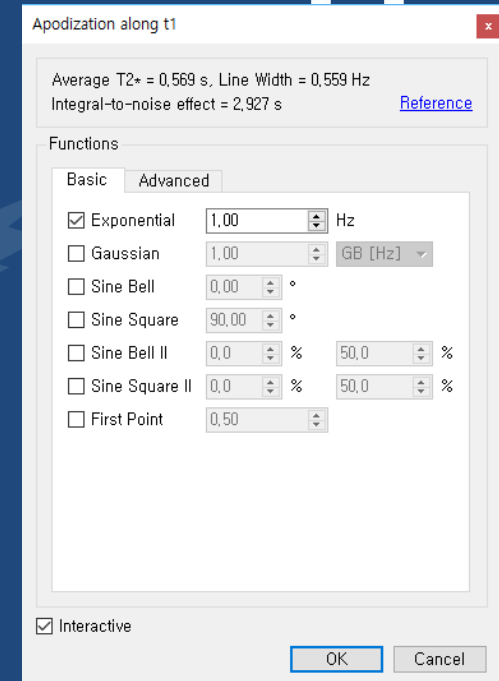 Apodization along t1
x
Average T2* = 0,569 s, Line Width = 0,559 Hz
Integral-to-noise effect = 2,927 s Reference
Functions
Basic Advanced
Exponential 1,00 Hz
Gaussian 1,00 GB [Hz]
Sine Bell 0,00 °
Sine Square 90,00 °
Sine Bell II 0,0 % 50,0 %
Sine Square II 0,0 % 50,0 %
First Point 0,50
Interactive
OK Cancel